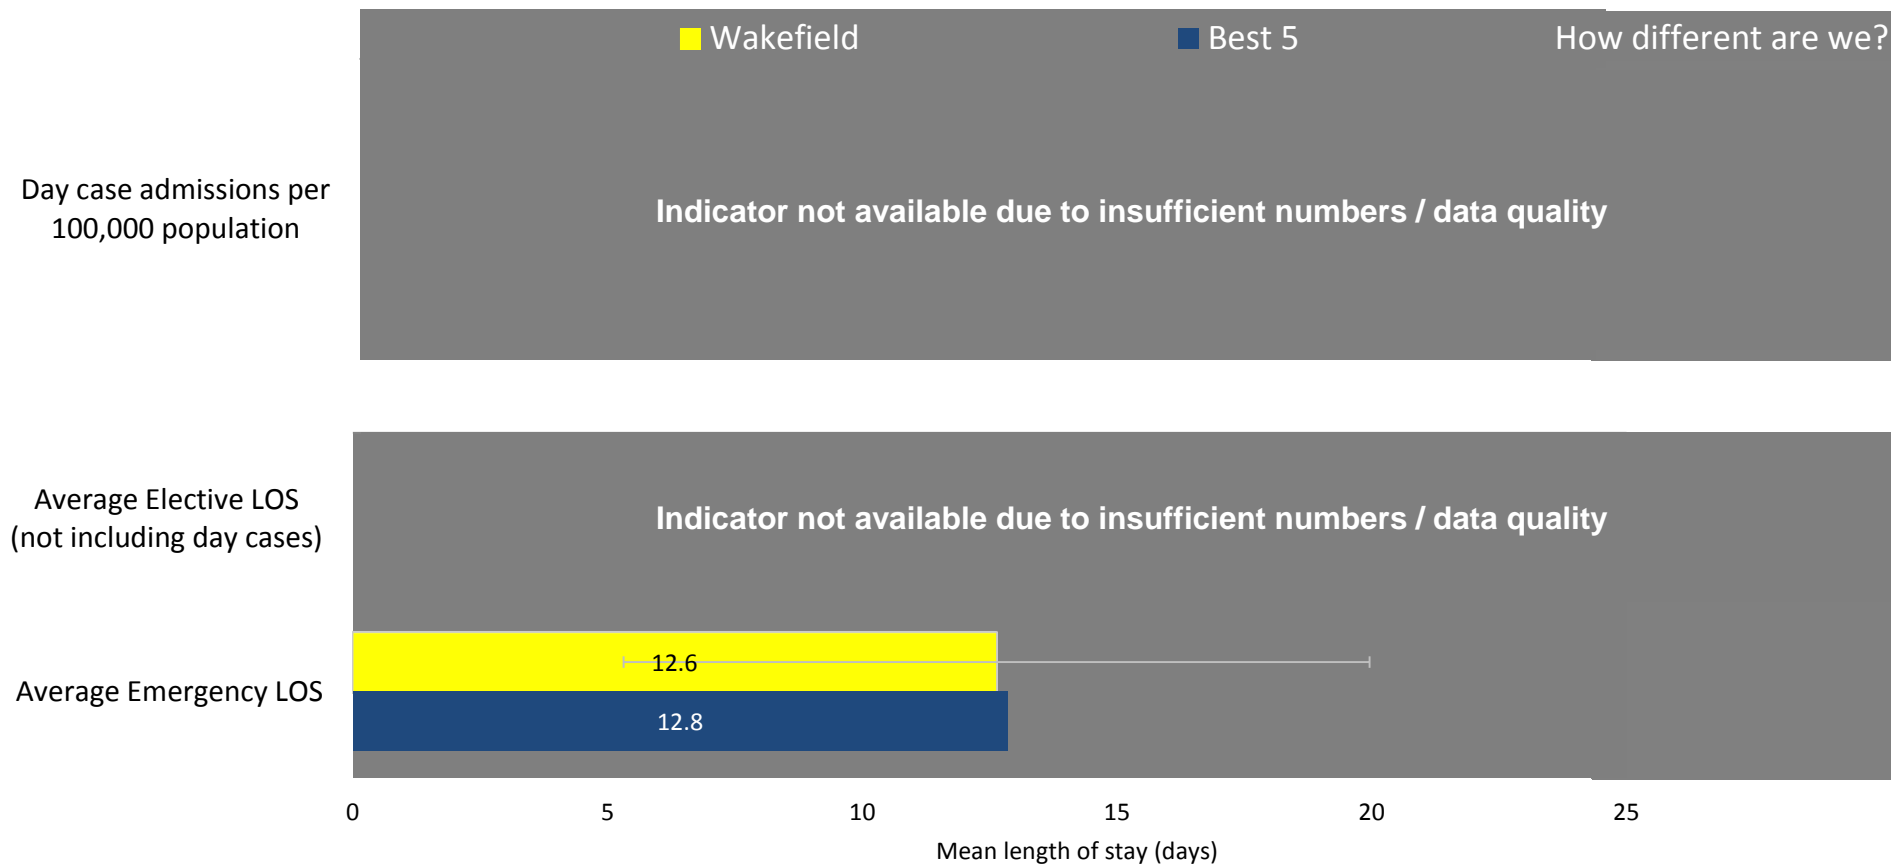 Wakefield Best 5 How different are we?
Day case admissions per
100,000 population
Indicator not available due to insufficient numbers / data quality
Average Elective LOS
(not including day cases)
Indicator not available due to insufficient numbers / data quality
12.6
Average Emergency LOS
12.8
0 5 10 15 20 25
Mean length of stay (days)